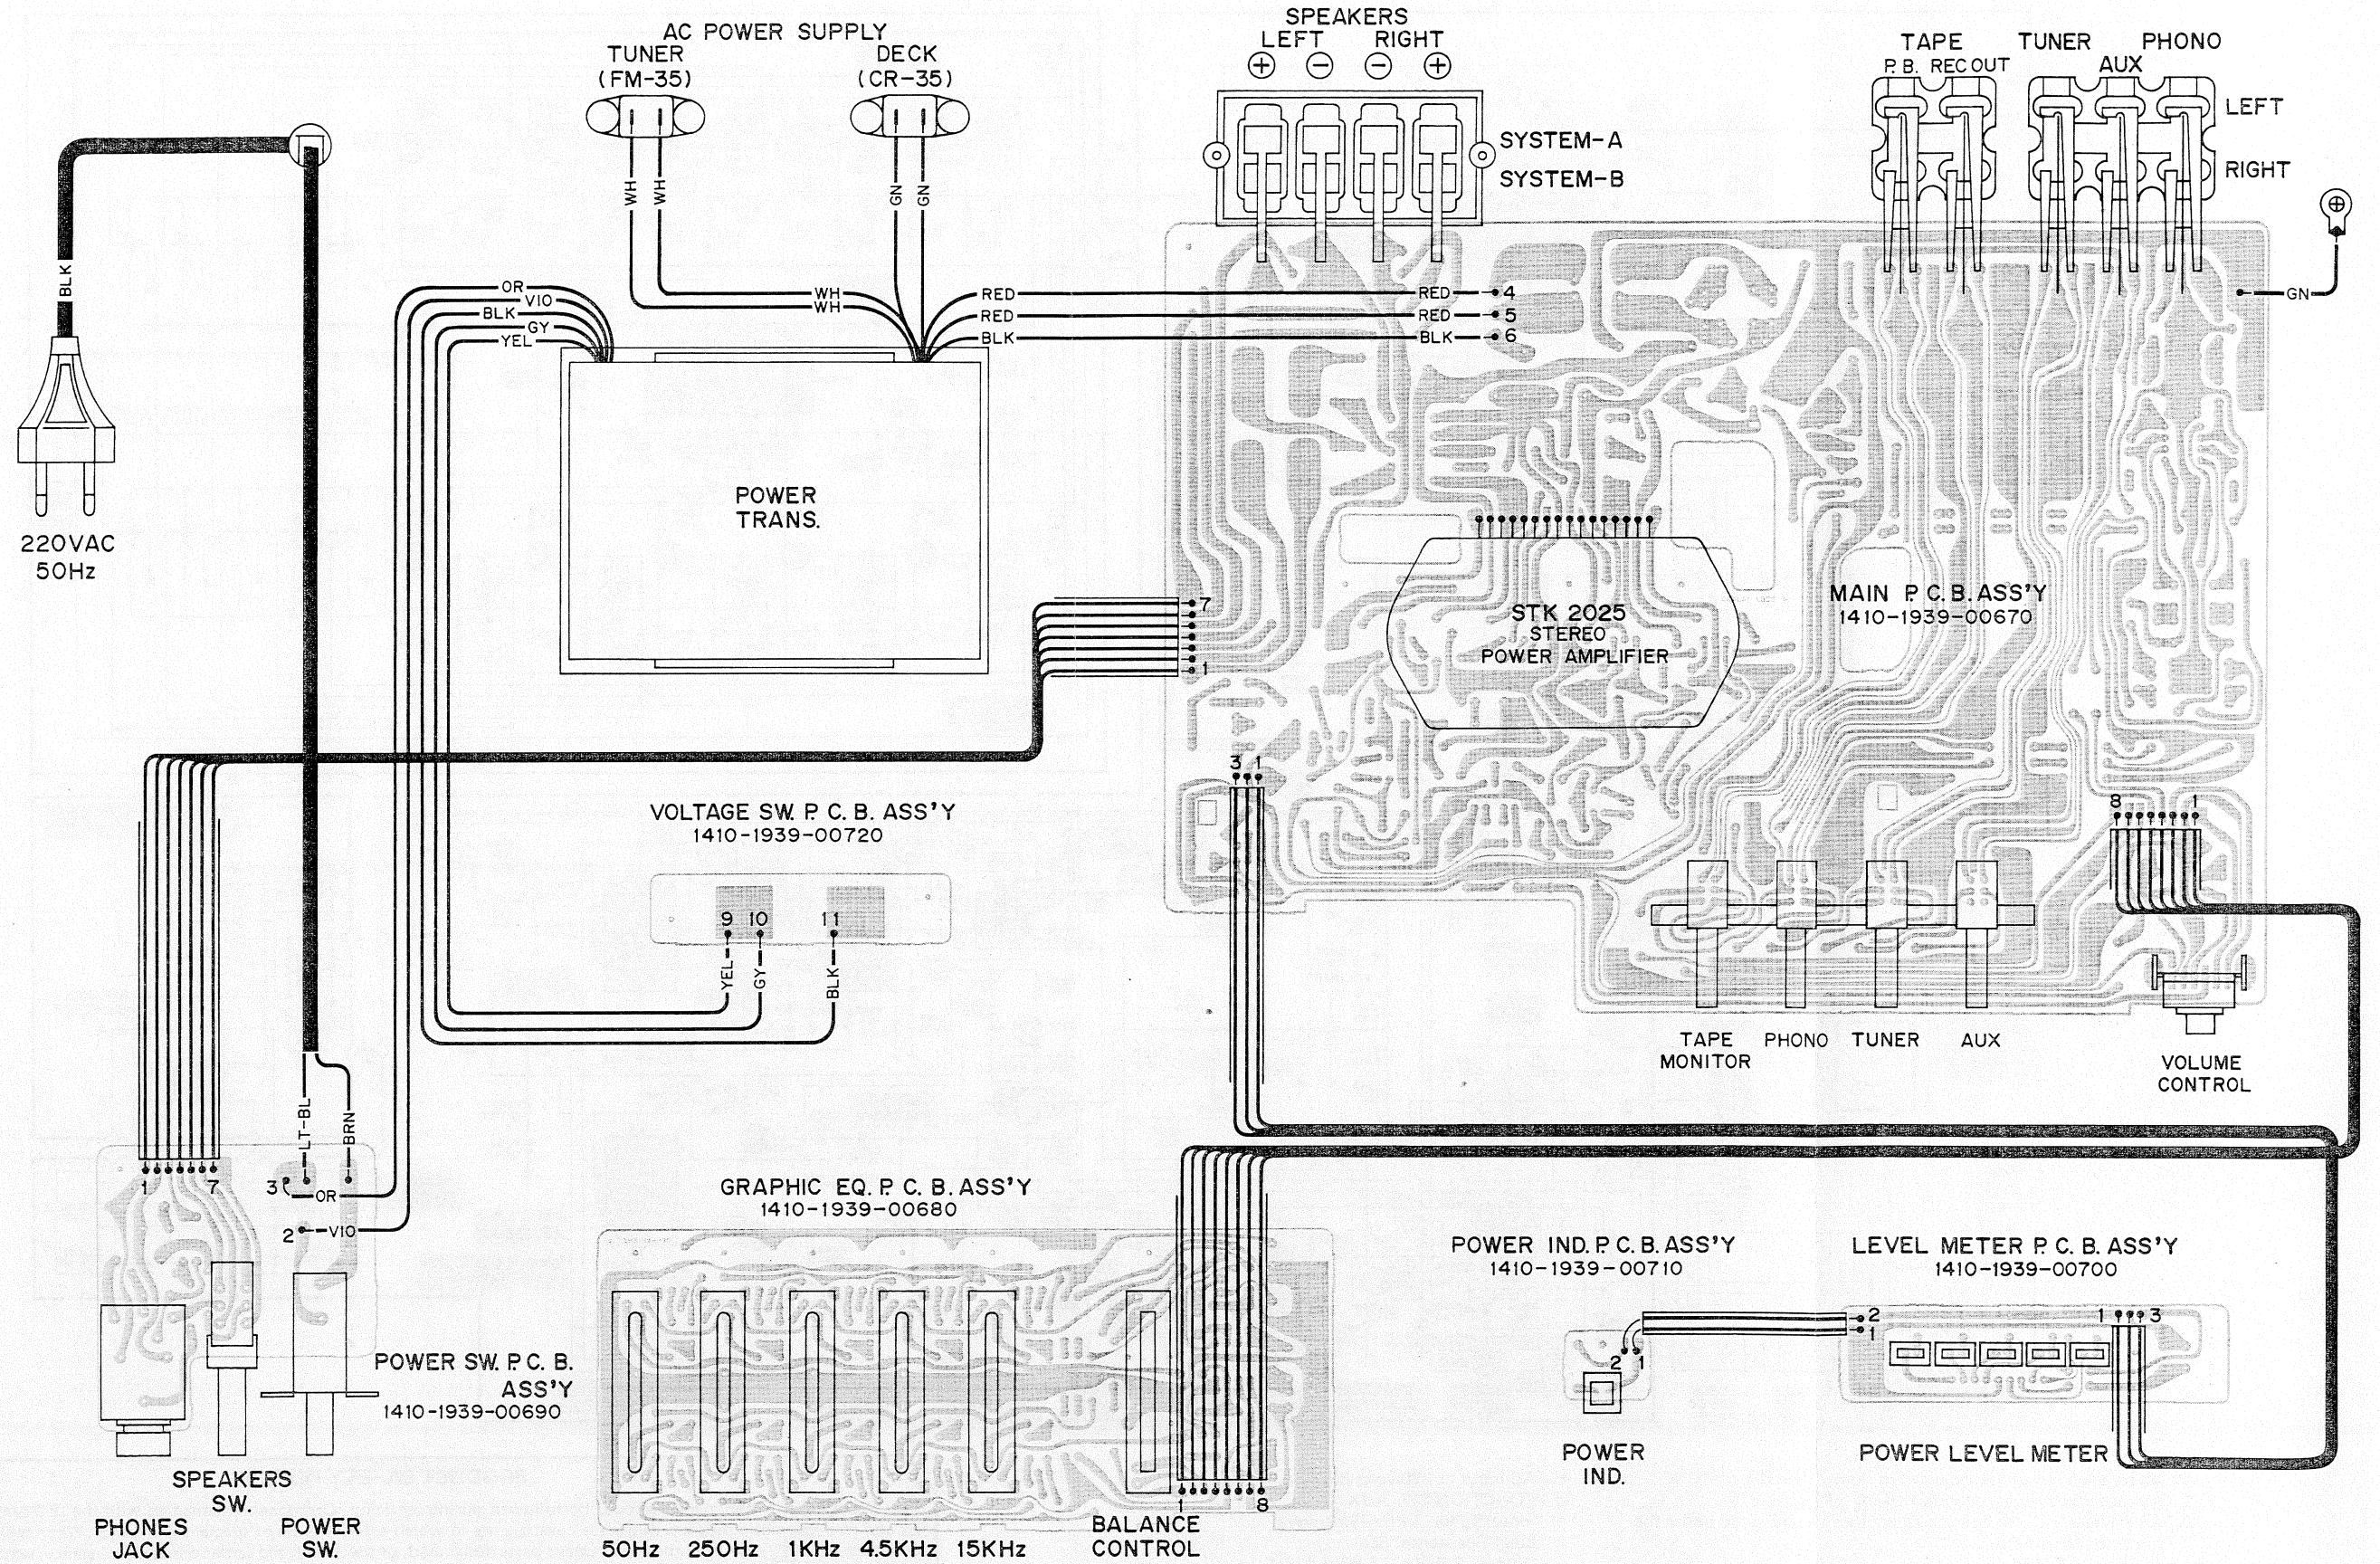 AC POWER SUPPLY
TUNER
(FM-35)
DECK
(CR-35)
SPEAKERS
LEFT RIGHT
+ − − +
SYSTEM-A
SYSTEM-B
TAPE TUNER PHONO
P.B. REC OUT AUX
LEFT
RIGHT
GN
BLK
220VAC
50Hz
WH WH
GN GN
WH
WH
OR
VIO
BLK
GY
YEL
RED RED 4
RED RED 5
BLK BLK 6
POWER
TRANS.
7
1
STK 2025
STEREO
POWER AMPLIFIER
MAIN P.C.B. ASS'Y
1410-1939-00670
3 1
8 1
VOLTAGE SW. P.C.B. ASS'Y
1410-1939-00720
9 10 11
YEL GY BLK
TAPE
MONITOR
PHONO
TUNER
AUX
VOLUME
CONTROL
LT-BL
BRN
1 7
3 OR
2 VIO
POWER SW. P.C.B.
ASS'Y
1410-1939-00690
SPEAKERS
SW.
PHONES
JACK
POWER
SW.
GRAPHIC EQ. P.C.B. ASS'Y
1410-1939-00680
1 8
50Hz 250Hz 1KHz 4.5KHz 15KHz
BALANCE
CONTROL
POWER IND. P.C.B. ASS'Y
1410-1939-00710
2 1
POWER
IND.
LEVEL METER P.C.B. ASS'Y
1410-1939-00700
2
1
1 3
POWER LEVEL METER